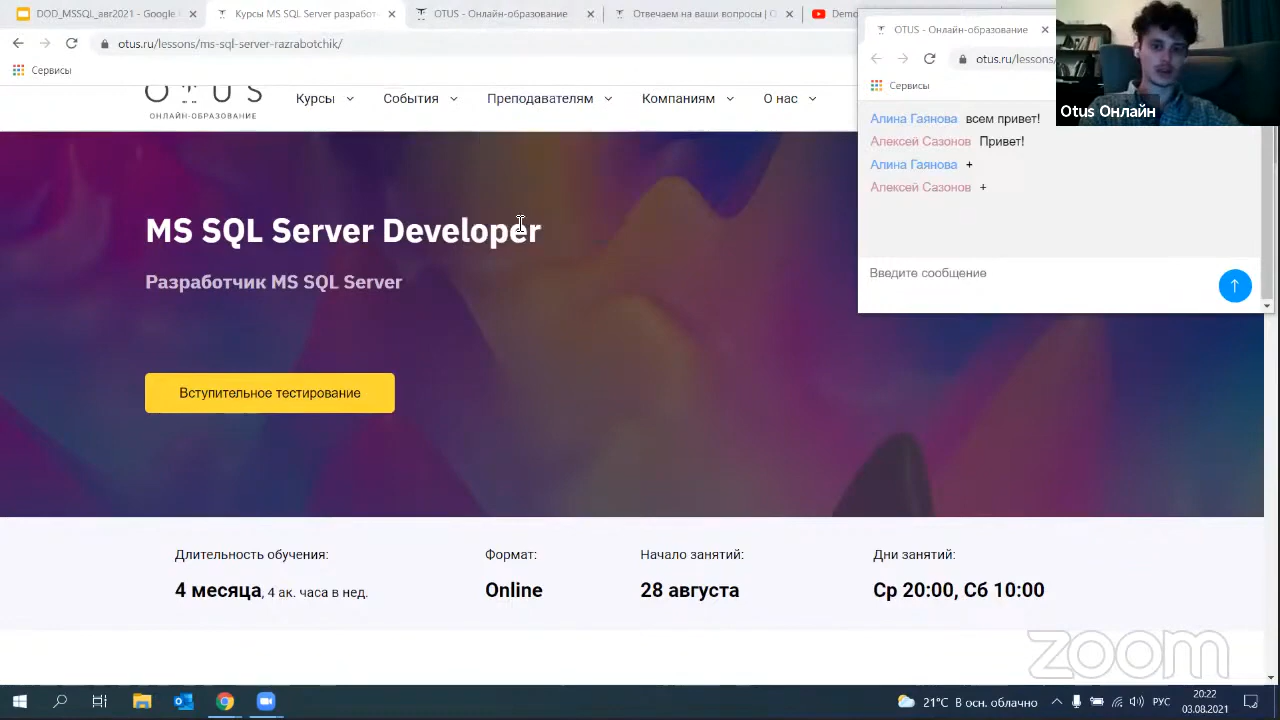 DOD_MSSQL_авг2021 - Google
Курсы MS SQL Server разработ
OTUS - Онлайн-образование
Отвечаем на ваши вопросы | O
Demo
otus.ru/lessons/ms-sql-server-razrabotchik/
Сервисы
OTUS
ОНЛАЙН-ОБРАЗОВАНИЕ
Курсы
События
Преподавателям
Компаниям
О нас
MS SQL Server Developer
Разработчик MS SQL Server
Вступительное тестирование
Длительность обучения:
4 месяца, 4 ак. часа в нед.
Формат:
Online
Начало занятий:
28 августа
Дни занятий:
Ср 20:00, Сб 10:00
OTUS - Онлайн-образование
otus.ru/lessons/
Сервисы
Алина Гаянова всем привет!
Алексей Сазонов Привет!
Алина Гаянова +
Алексей Сазонов +
Введите сообщение
Otus Онлайн
zoom
21°C В осн. облачно
РУС
20:22
03.08.2021